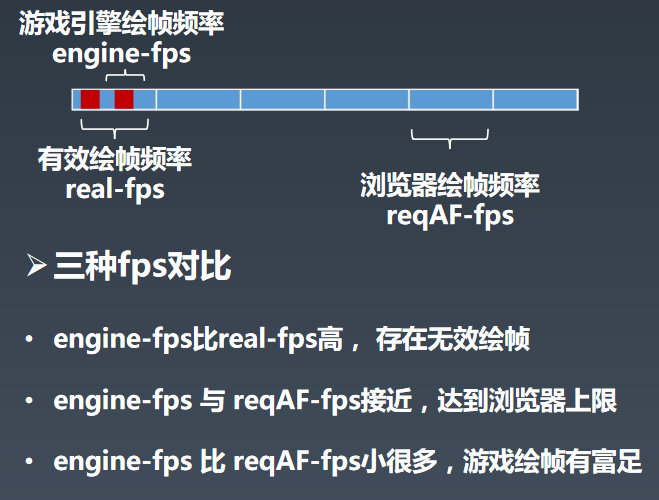 游戏引擎绘帧频率
engine-fps
有效绘帧频率
real-fps
浏览器绘帧频率
reqAF-fps
➢ 三种fps对比
• engine-fps比real-fps高， 存在无效绘帧
• engine-fps 与 reqAF-fps接近，达到浏览器上限
• engine-fps 比 reqAF-fps小很多，游戏绘帧有富足